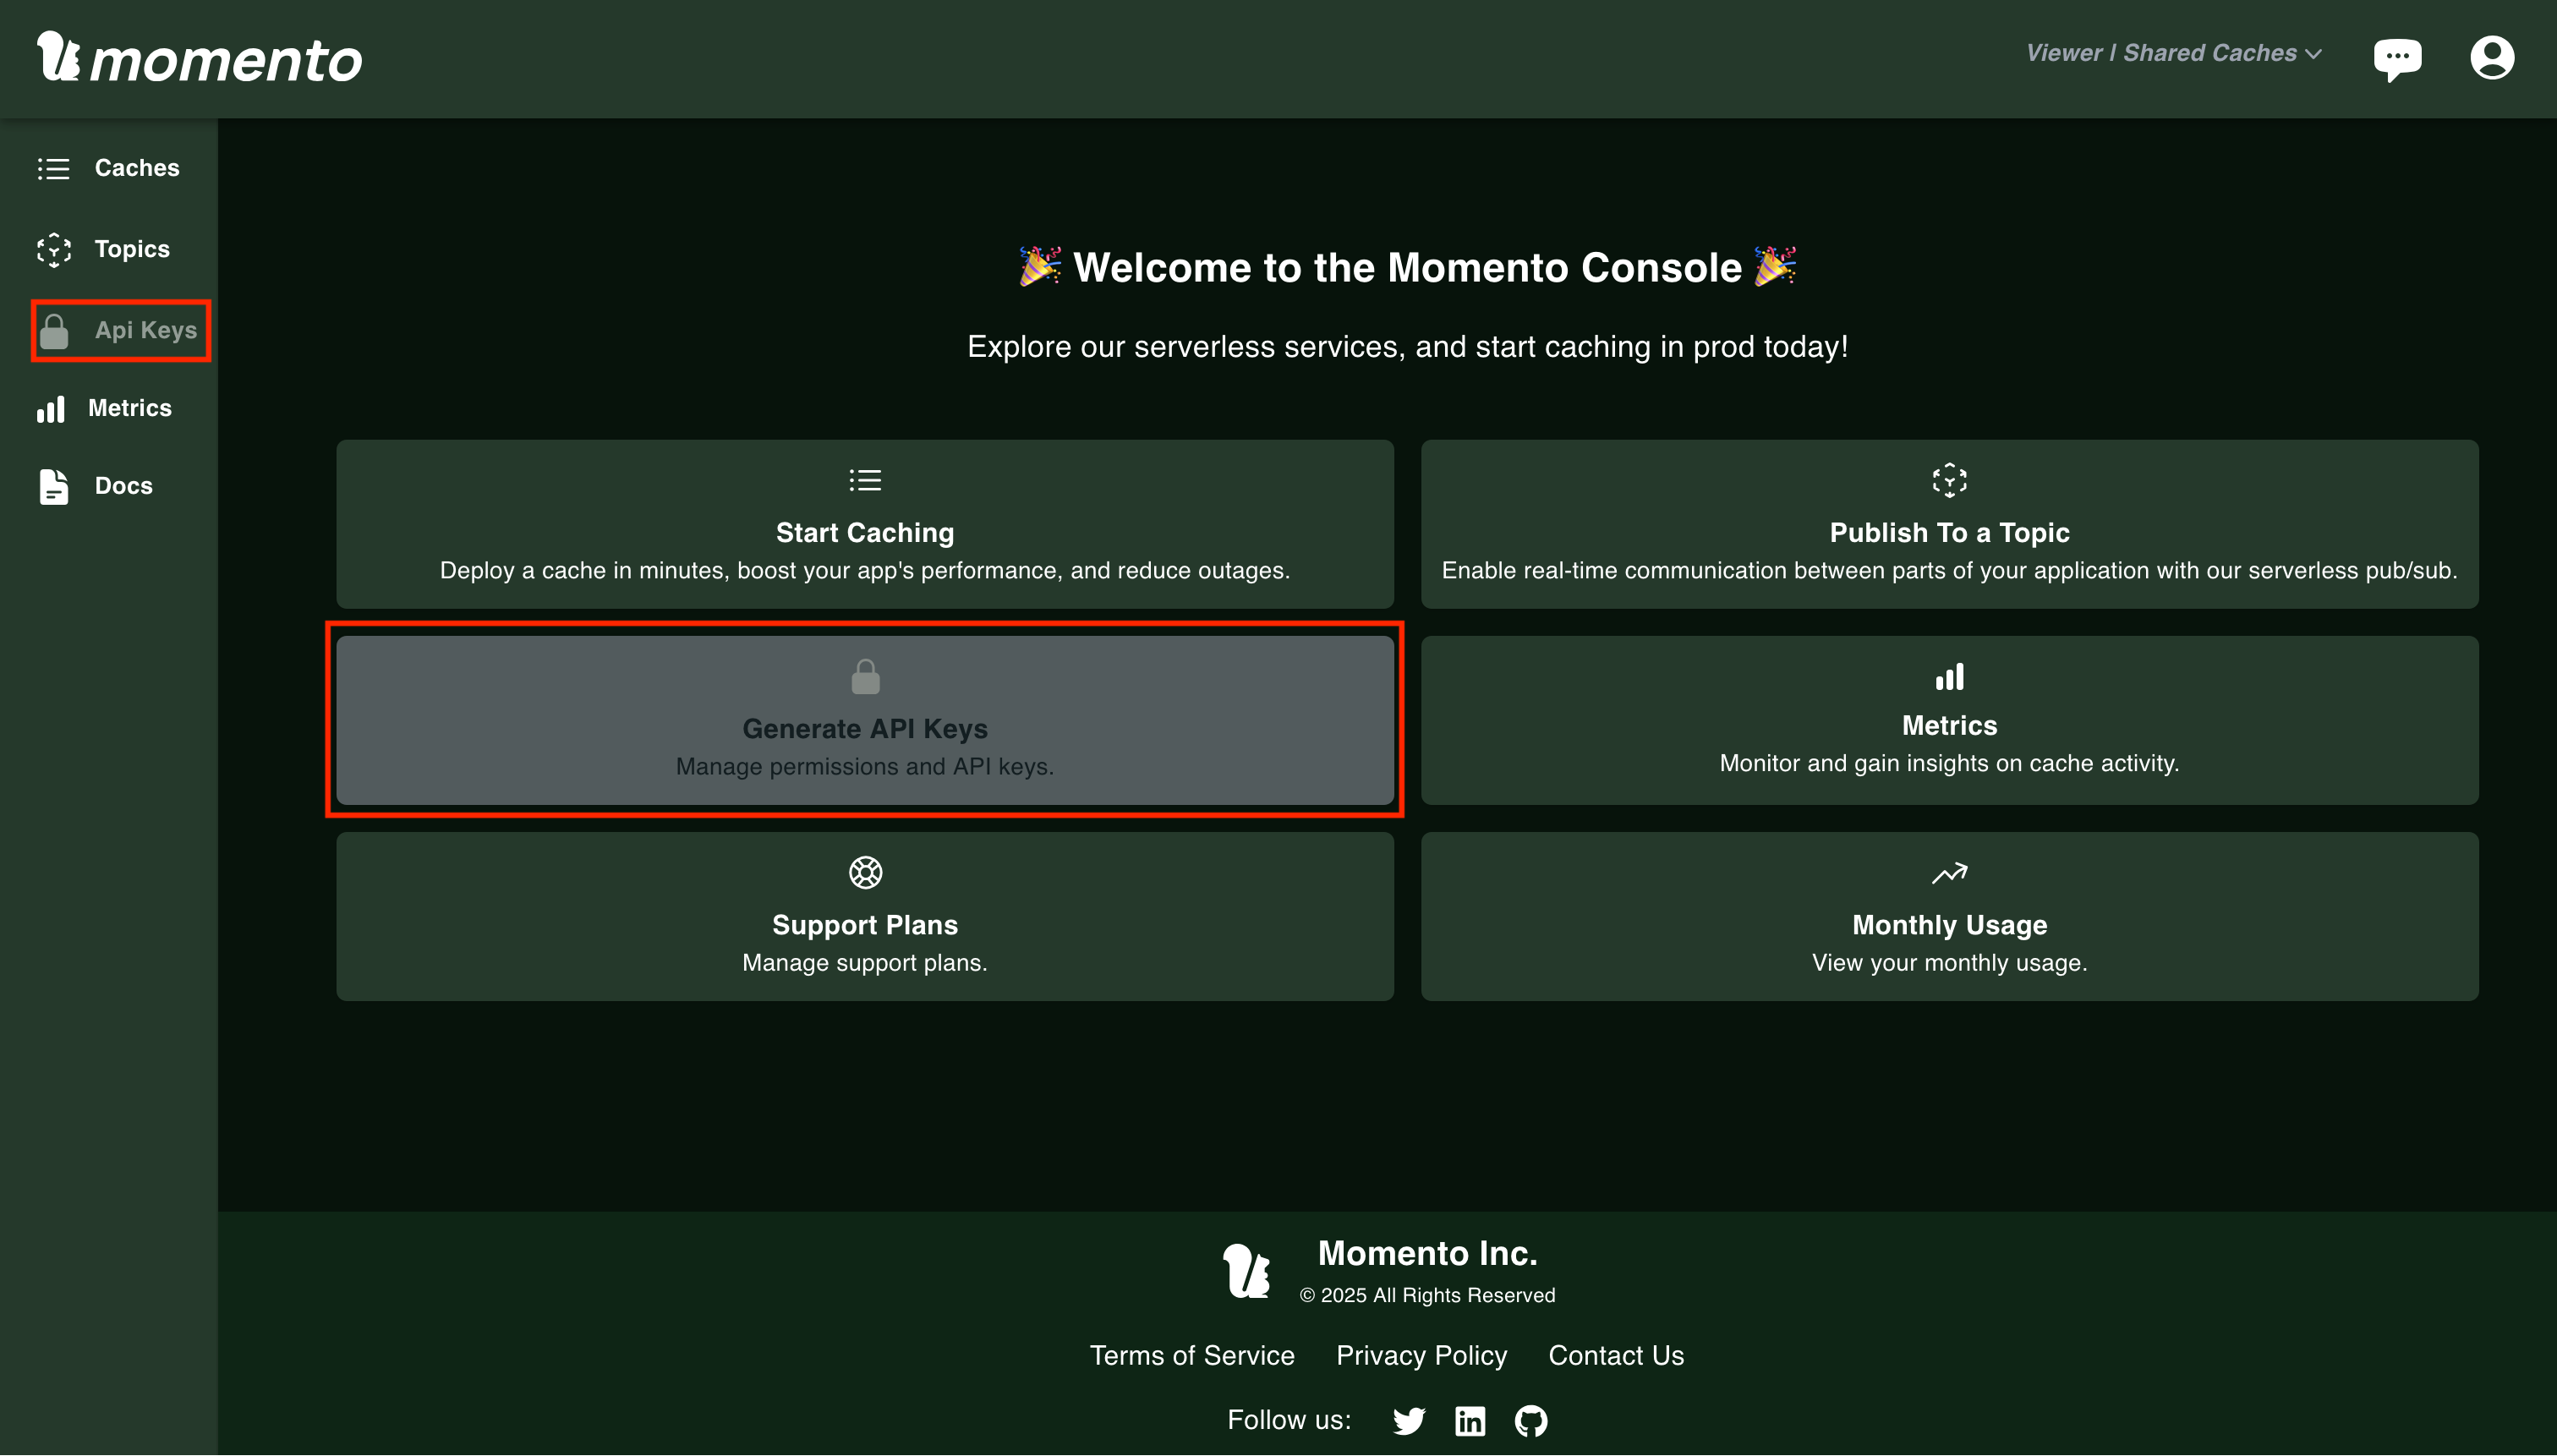 momento
Viewer | Shared Caches
Caches
Topics
Api Keys
Metrics
Docs
🎉 Welcome to the Momento Console 🎉
Explore our serverless services, and start caching in prod today!
Start Caching
Deploy a cache in minutes, boost your app's performance, and reduce outages.
Publish To a Topic
Enable real-time communication between parts of your application with our serverless pub/sub.
Generate API Keys
Manage permissions and API keys.
Metrics
Monitor and gain insights on cache activity.
Support Plans
Manage support plans.
Monthly Usage
View your monthly usage.
Momento Inc.
© 2025 All Rights Reserved
Terms of Service Privacy Policy Contact Us
Follow us: